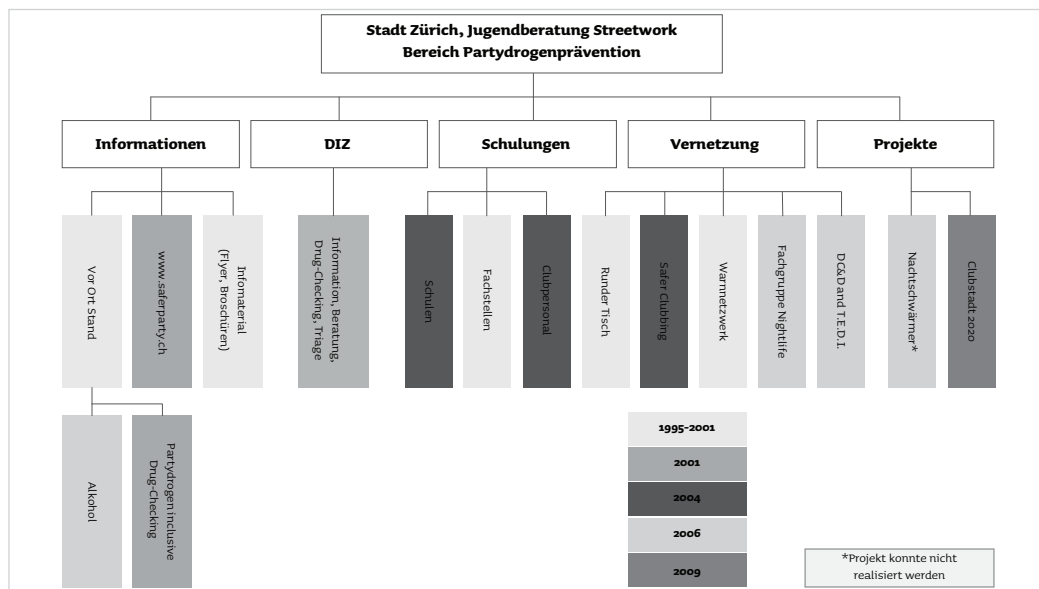 Stadt Zürich, Jugendberatung Streetwork
Bereich Partydrogenprävention
Informationen
DIZ
Schulungen
Vernetzung
Projekte
Vor Ort Stand
www.saferparty.ch
Infomaterial
(Flyer, Broschüren)
Information, Beratung,
Drug-Checking, Triage
Schulen
Fachstellen
Clubpersonal
Runder Tisch
Safer Clubbing
Warnnetzwerk
Fachgruppe Nightlife
DC&D and T.E.D.I.
Nachtschwärmer*
Clubstadt 2020
Alkohol
Partydrogen inclusive
Drug-Checking
1995-2001
2001
2004
2006
2009
*Projekt konnte nicht
realisiert werden